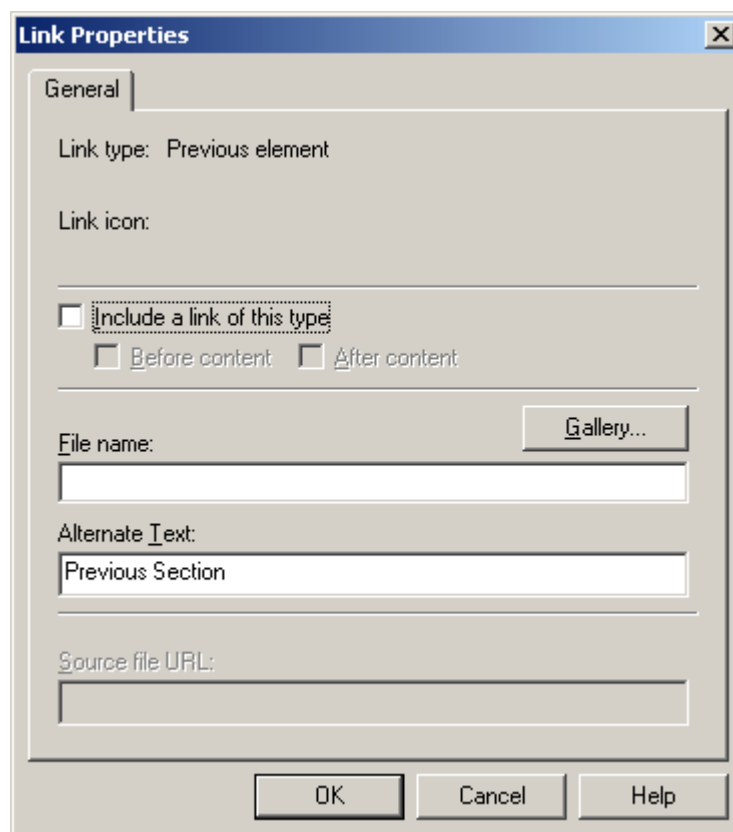 Link Properties
General
Link type: Previous element
Link icon:
Include a link of this type
Before content After content
Gallery...
File name:
Alternate Text:
Previous Section
Source file URL:
OK Cancel Help